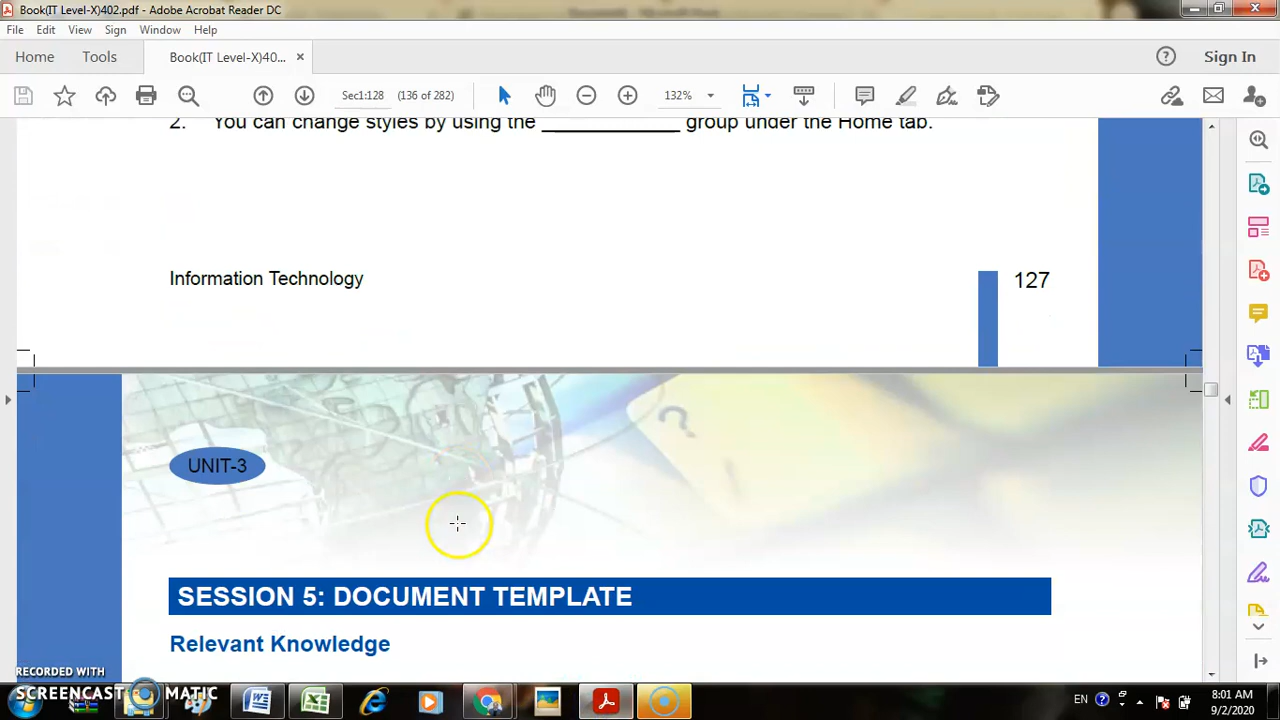 Book(IT Level-X)402.pdf - Adobe Acrobat Reader DC
File Edit View Sign Window Help
Home Tools Book(IT Level-X)40... × Sign In
Sec1:128 (136 of 282) 132%
2. You can change styles by using the ____________ group under the Home tab.
Information Technology 127
UNIT-3
SESSION 5: DOCUMENT TEMPLATE
Relevant Knowledge
RECORDED WITH
SCREENCAST MATIC
EN 8:01 AM
9/2/2020